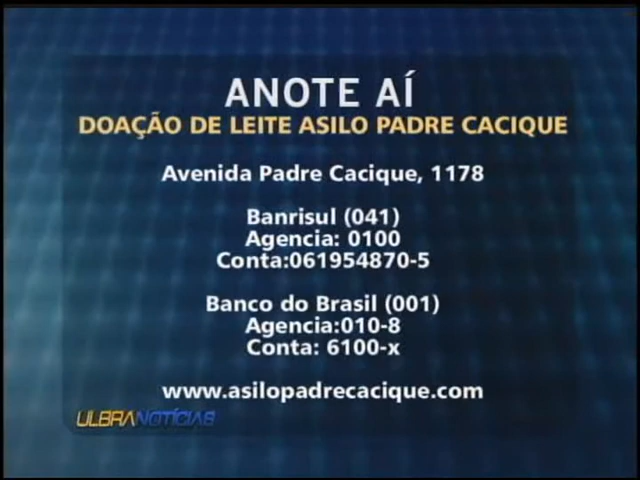 ANOTE AÍ
DOAÇÃO DE LEITE ASILO PADRE CACIQUE
Avenida Padre Cacique, 1178
Banrisul (041)
Agencia: 0100
Conta:061954870-5
Banco do Brasil (001)
Agencia:010-8
Conta: 6100-x
www.asilopadrecacique.com
ULBRANOTÍCIAS